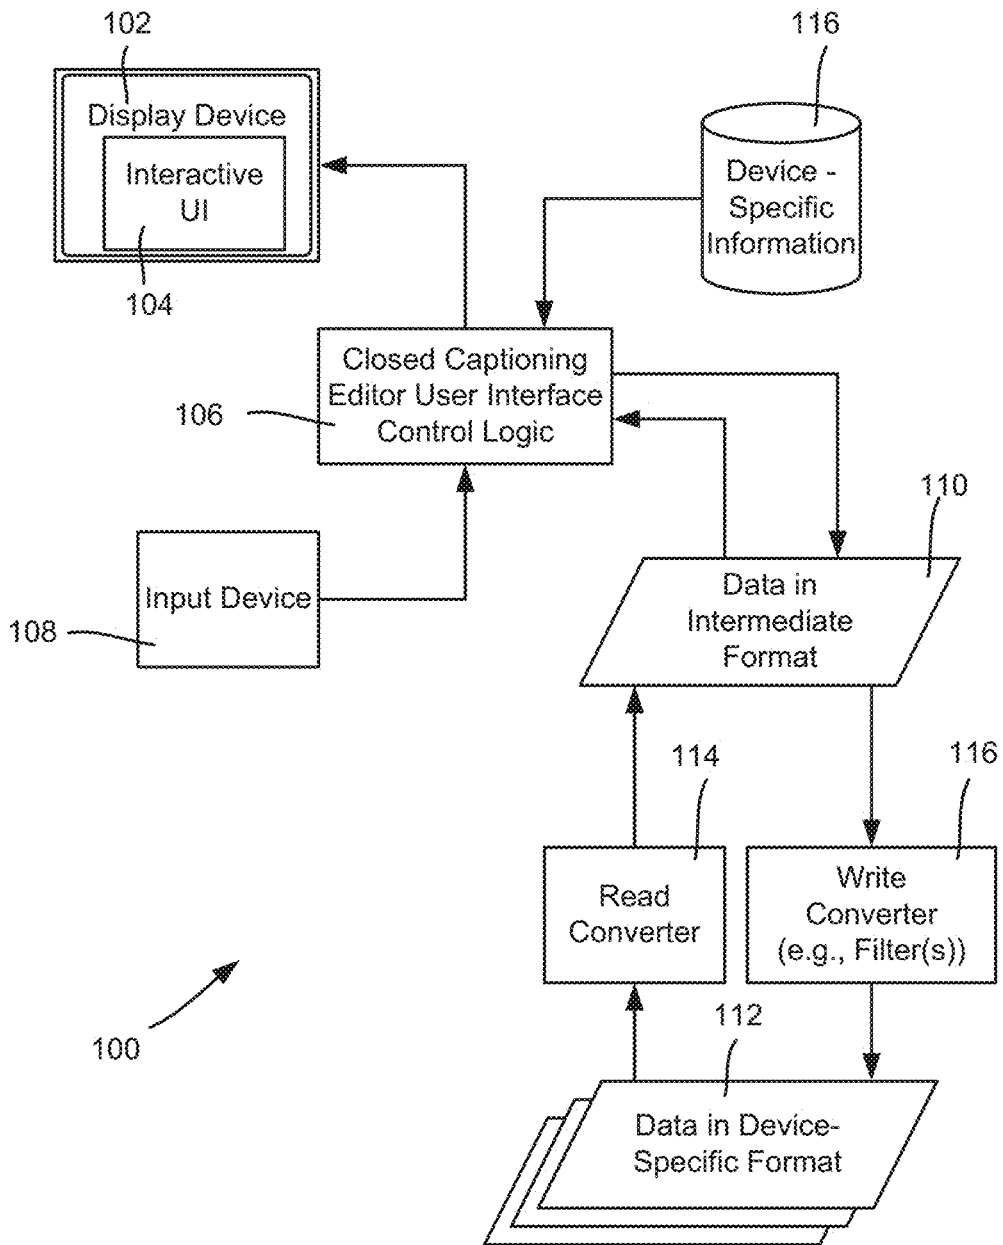 102
116
Display Device
Interactive
UI
104
Device -
Specific
Information
Closed Captioning
Editor User Interface
Control Logic
106
110
Input Device
108
Data in
Intermediate
Format
114
116
Read
Converter
Write
Converter
(e.g., Filter(s))
100
112
Data in Device-
Specific Format